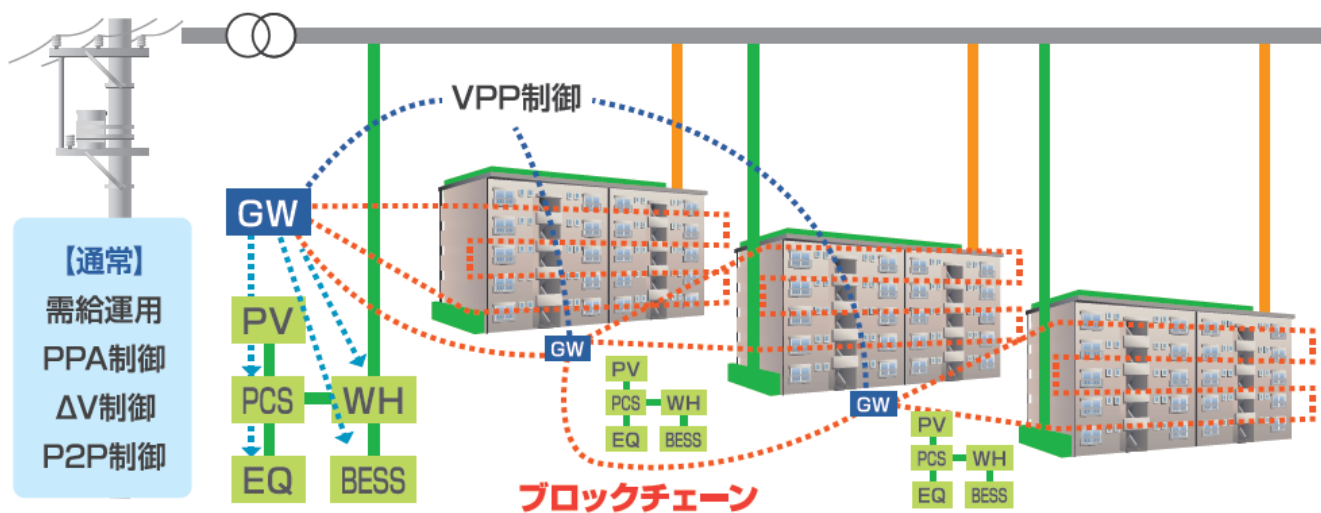 VPP制御
GW
【通常】
需給運用
PPA制御
ΔV制御
P2P制御
PV
PCS
WH
EQ
BESS
GW
PV
PCS
WH
EQ
BESS
GW
PV
PCS
WH
EQ
BESS
ブロックチェーン